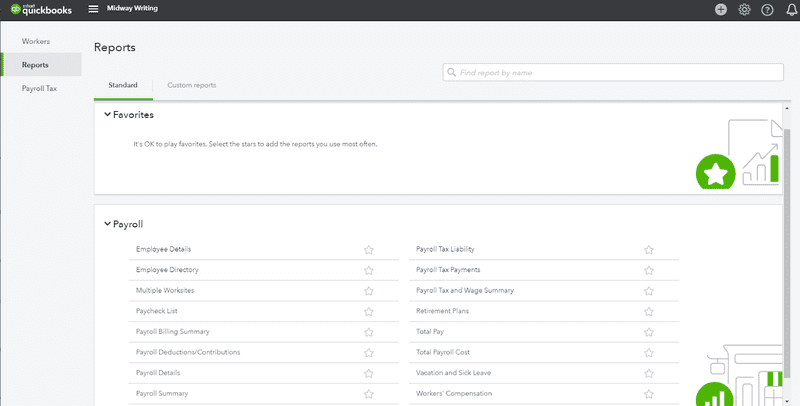 intuit quickbooks Midway Writing
Workers
Reports
Payroll Tax
Reports
Find report by name
Standard Custom reports
Favorites
It's OK to play favorites. Select the stars to add the reports you use most often.
Payroll
Employee Details Payroll Tax Liability
Employee Directory Payroll Tax Payments
Multiple Worksites Payroll Tax and Wage Summary
Paycheck List Retirement Plans
Payroll Billing Summary Total Pay
Payroll Deductions/Contributions Total Payroll Cost
Payroll Details Vacation and Sick Leave
Payroll Summary Workers' Compensation